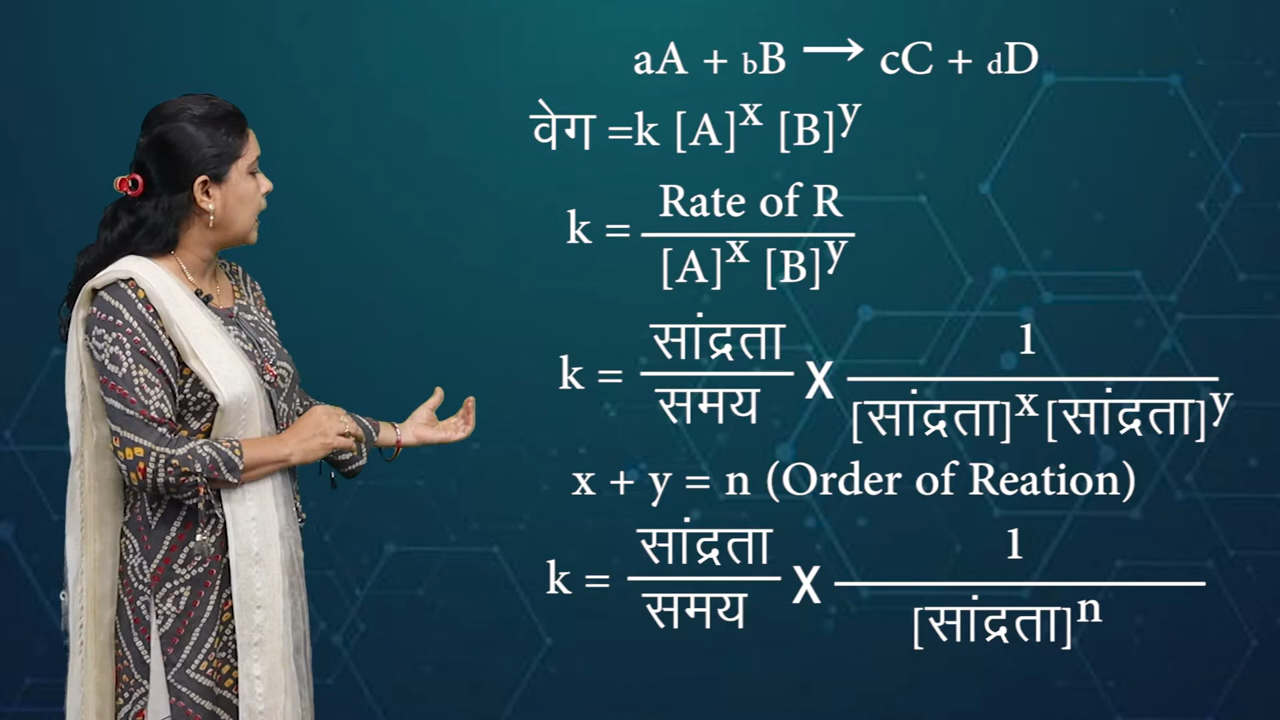 aA + bB → cC + dD
वेग =k [A]^x [B]^y
k = Rate of R / [A]^x [B]^y
k = सांद्रता / समय X 1 / [सांद्रता]^x [सांद्रता]^y
x + y = n (Order of Reation)
k = सांद्रता / समय X 1 / [सांद्रता]^n